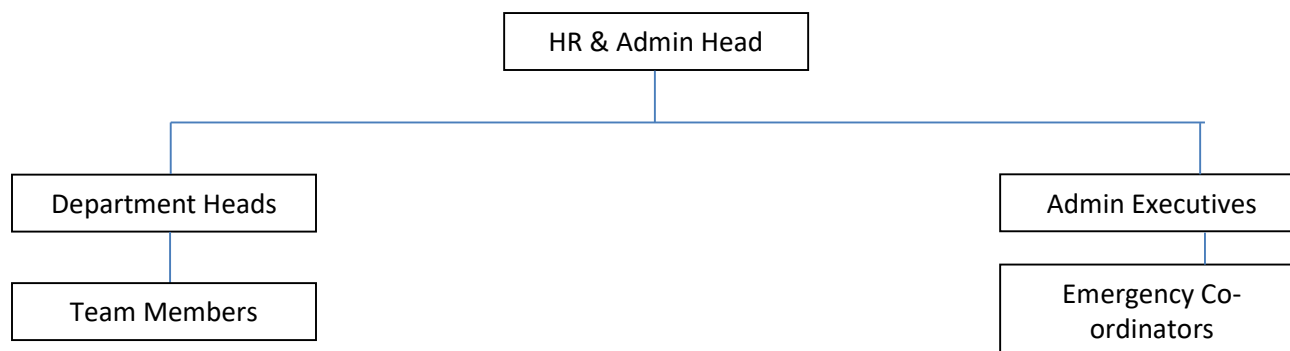 HR & Admin Head
Department Heads
Admin Executives
Team Members
Emergency Co-
ordinators